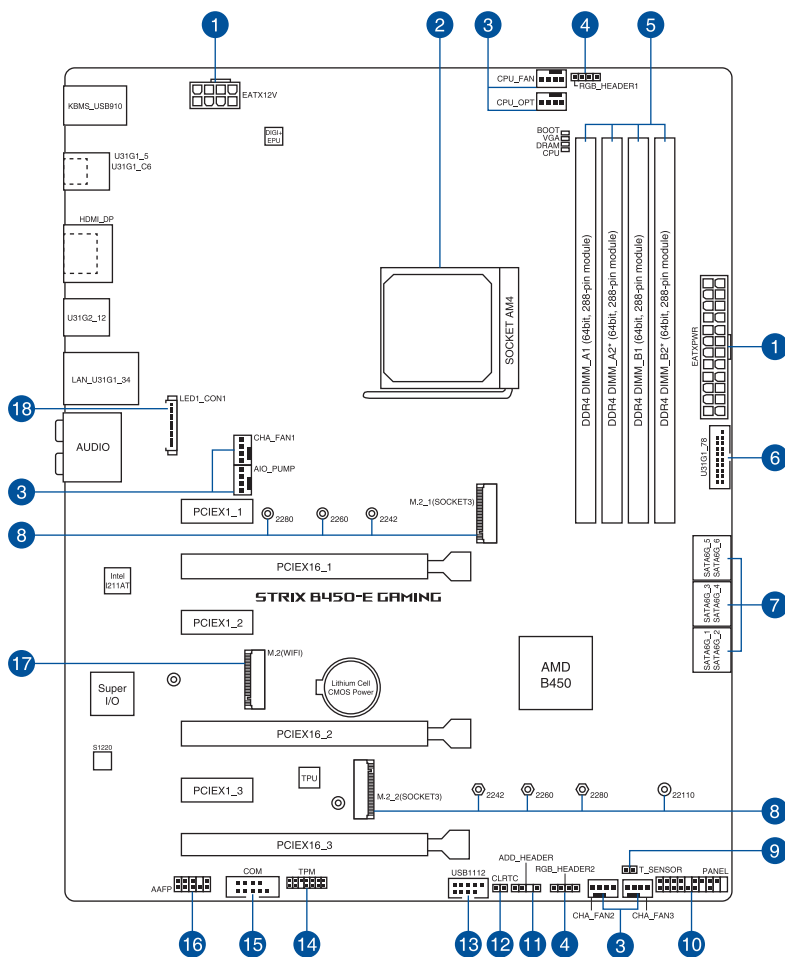 1
2
3
4
5
KBMS_USB910
EATX12V
CPU_FAN
RGB_HEADER1
CPU_OPT
DIGI+
EPU
BOOT
VGA
DRAM
CPU
U31G1_5
U31G1_C6
HDMI_DP
U31G2_12
LAN_U31G1_34
AUDIO
SOCKET AM4
DDR4 DIMM_A1 (64bit, 288-pin module)
DDR4 DIMM_A2* (64bit, 288-pin module)
DDR4 DIMM_B1 (64bit, 288-pin module)
DDR4 DIMM_B2* (64bit, 288-pin module)
EATXPWR
1
18
LED1_CON1
CHA_FAN1
AIO_PUMP
3
U31G1_78
6
8
PCIEX1_1
2280
2260
2242
M.2_1(SOCKET3)
PCIEX16_1
Intel
I211AT
STRIX B450-E GAMING
SATA6G_5
SATA6G_6
SATA6G_3
SATA6G_4
SATA6G_1
SATA6G_2
7
PCIEX1_2
17
M.2(WIFI)
Super
I/O
Lithium Cell
CMOS Power
AMD
B450
PCIEX16_2
S1220
PCIEX1_3
TPU
M.2_2(SOCKET3)
2242
2260
2280
22110
8
PCIEX16_3
9
AAFP
COM
TPM
USB1112
CLRTC
ADD_HEADER
RGB_HEADER2
T_SENSOR
PANEL
CHA_FAN2
CHA_FAN3
16
15
14
13
12
11
4
3
10